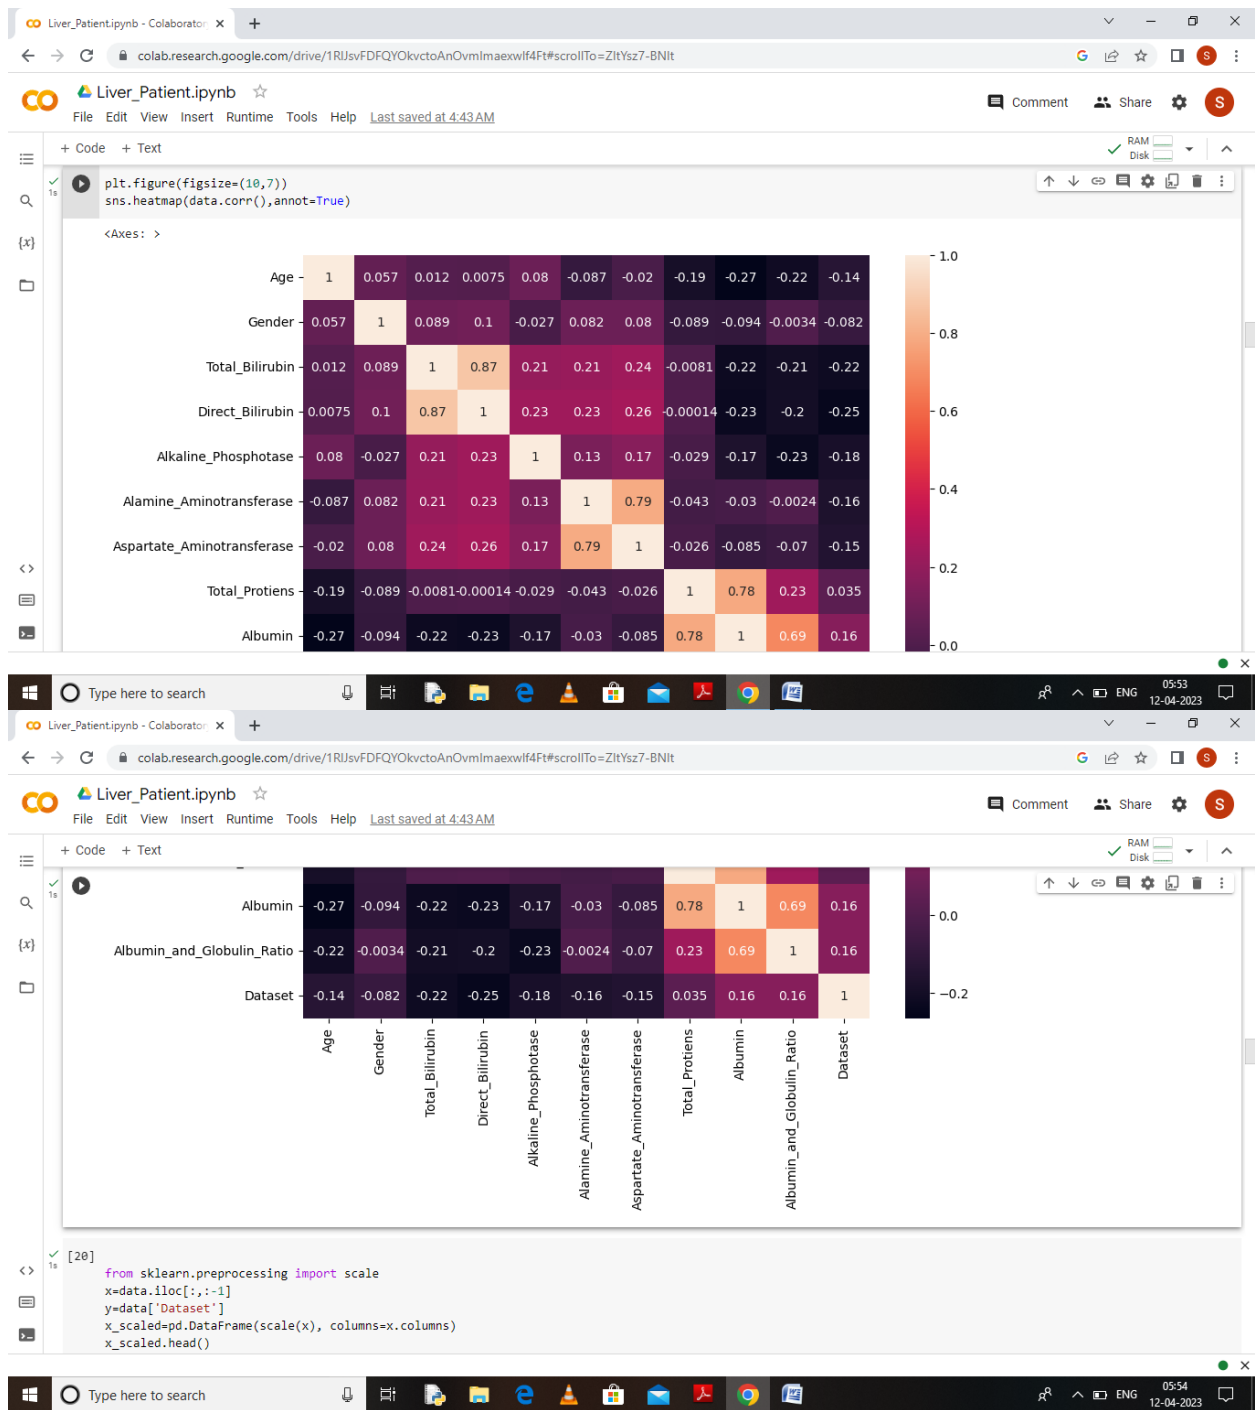 Liver_Patient.ipynb - Colaborator
colab.research.google.com/drive/1RlJsvFDFQYOkvctoAnOvmImaexwIf4Ft#scrollTo=ZltYsz7-BNlt
G
S
CO
Liver_Patient.ipynb
Comment
Share
S
File Edit View Insert Runtime Tools Help Last saved at 4:43 AM
+ Code + Text
RAM
Disk
1s
plt.figure(figsize=(10,7))
sns.heatmap(data.corr(),annot=True)
{x}
<Axes: >
Age 1 0.057 0.012 0.0075 0.08 -0.087 -0.02 -0.19 -0.27 -0.22 -0.14
Gender 0.057 1 0.089 0.1 -0.027 0.082 0.08 -0.089 -0.094 -0.0034 -0.082
Total_Bilirubin 0.012 0.089 1 0.87 0.21 0.21 0.24 -0.0081 -0.22 -0.21 -0.22
Direct_Bilirubin 0.0075 0.1 0.87 1 0.23 0.23 0.26 -0.00014 -0.23 -0.2 -0.25
Alkaline_Phosphotase 0.08 -0.027 0.21 0.23 1 0.13 0.17 -0.029 -0.17 -0.23 -0.18
Alamine_Aminotransferase -0.087 0.082 0.21 0.23 0.13 1 0.79 -0.043 -0.03 -0.0024 -0.16
Aspartate_Aminotransferase -0.02 0.08 0.24 0.26 0.17 0.79 1 -0.026 -0.085 -0.07 -0.15
Total_Protiens -0.19 -0.089 -0.0081 -0.00014 -0.029 -0.043 -0.026 1 0.78 0.23 0.035
Albumin -0.27 -0.094 -0.22 -0.23 -0.17 -0.03 -0.085 0.78 1 0.69 0.16
1.0
0.8
0.6
0.4
0.2
0.0
Type here to search
ENG
05:53
12-04-2023
Liver_Patient.ipynb - Colaborator
colab.research.google.com/drive/1RlJsvFDFQYOkvctoAnOvmImaexwIf4Ft#scrollTo=ZltYsz7-BNlt
G
S
CO
Liver_Patient.ipynb
Comment
Share
S
File Edit View Insert Runtime Tools Help Last saved at 4:43 AM
+ Code + Text
RAM
Disk
1s
{x}
Albumin -0.27 -0.094 -0.22 -0.23 -0.17 -0.03 -0.085 0.78 1 0.69 0.16
Albumin_and_Globulin_Ratio -0.22 -0.0034 -0.21 -0.2 -0.23 -0.0024 -0.07 0.23 0.69 1 0.16
Dataset -0.14 -0.082 -0.22 -0.25 -0.18 -0.16 -0.15 0.035 0.16 0.16 1
0.0
−0.2
Age
Gender
Total_Bilirubin
Direct_Bilirubin
Alkaline_Phosphotase
Alamine_Aminotransferase
Aspartate_Aminotransferase
Total_Protiens
Albumin
Albumin_and_Globulin_Ratio
Dataset
[20]
1s
from sklearn.preprocessing import scale
x=data.iloc[:,:-1]
y=data['Dataset']
x_scaled=pd.DataFrame(scale(x), columns=x.columns)
x_scaled.head()
Type here to search
ENG
05:54
12-04-2023